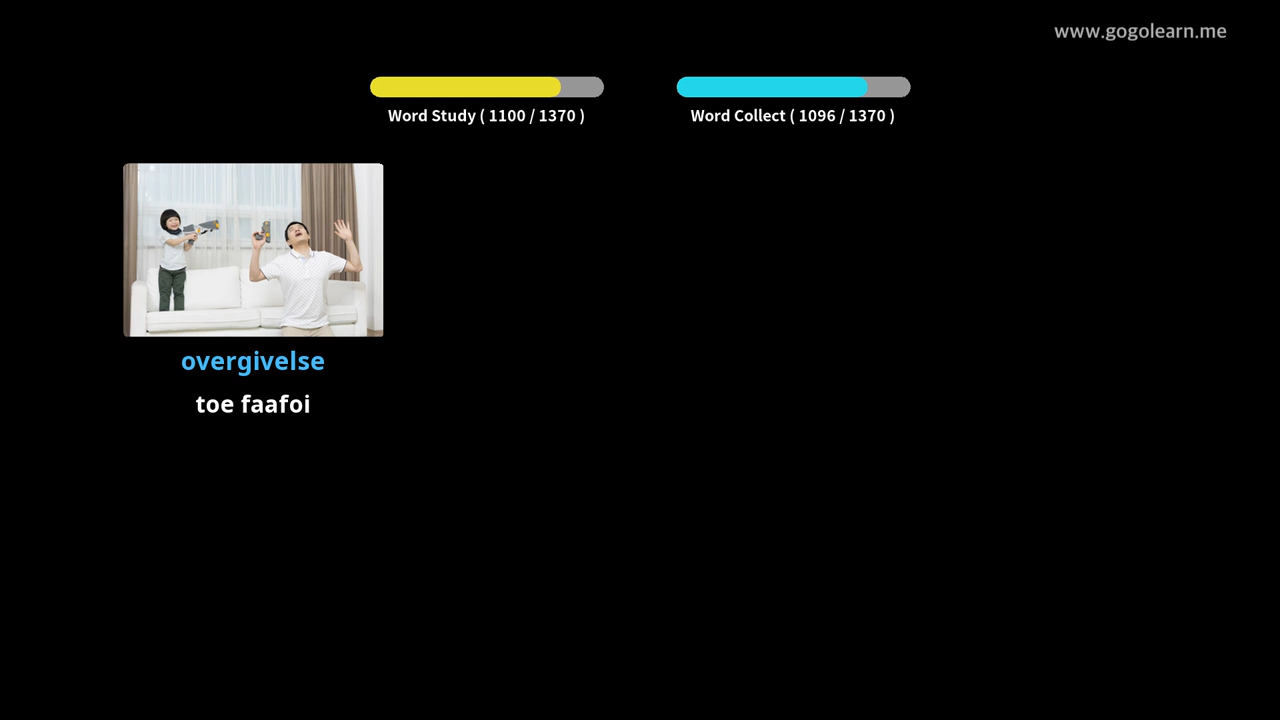 www.gogolearn.me
Word Study ( 1100 / 1370 )
Word Collect ( 1096 / 1370 )
overgivelse
toe faafoi